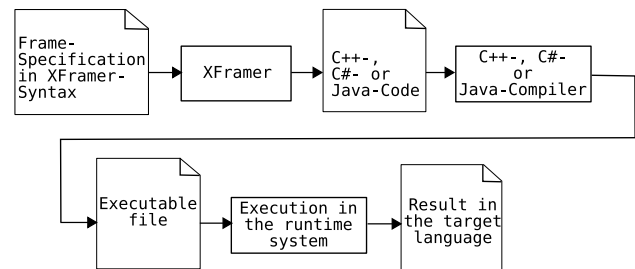 Frame-
Specification
in XFramer-
Syntax
XFramer
C++-,
C#- or
Java-Code
C++-, C#-
or
Java-Compiler
Executable
file
Execution in
the runtime
system
Result in
the target
language